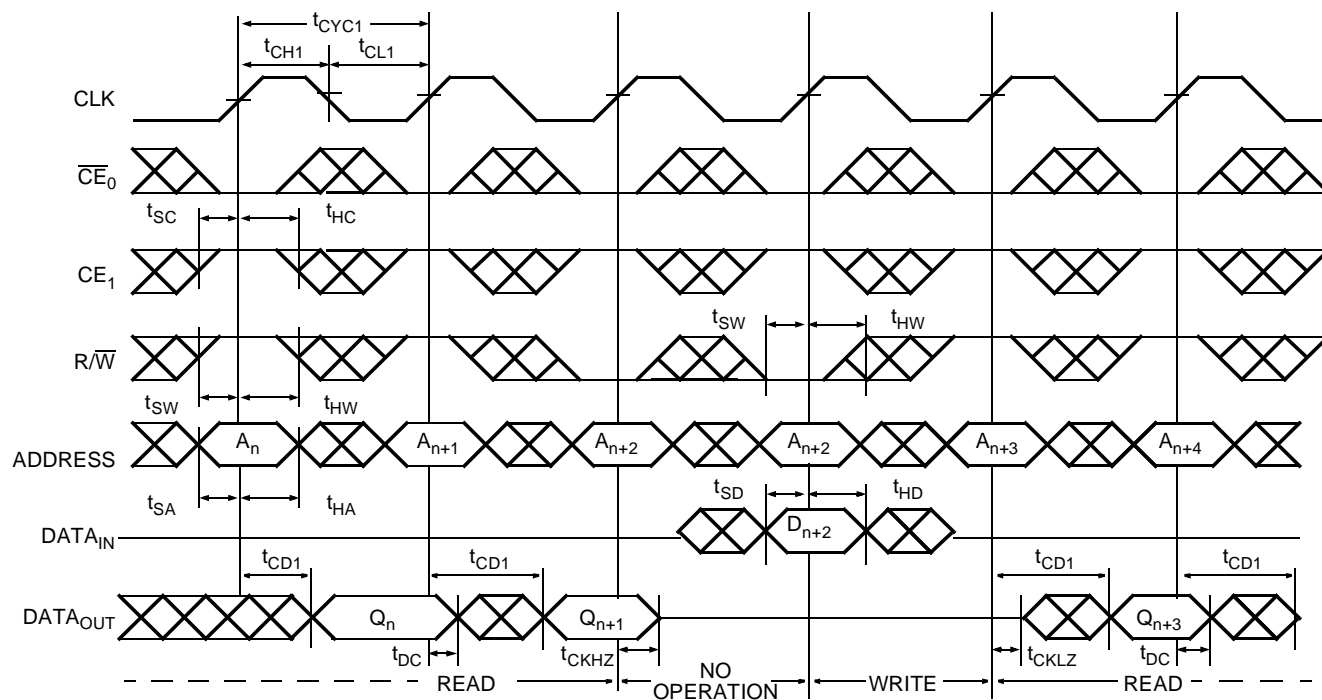 tCYC1
tCH1 tCL1
CLK
CE0
tSC tHC
CE1
tSW tHW
R/W
tSW tHW
ADDRESS An An+1 An+2 An+2 An+3 An+4
tSA tHA tSD tHD
DATAIN Dn+2
tCD1 tCD1 tCD1 tCD1
DATAOUT Qn Qn+1 Qn+3
tDC tCKHZ tCKLZ tDC
READ NO OPERATION WRITE READ